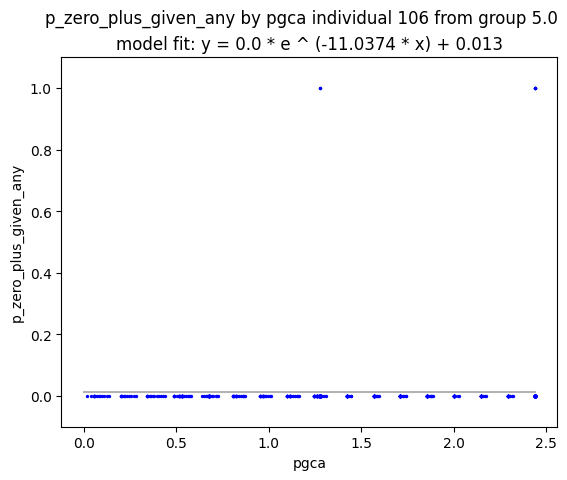 p_zero_plus_given_any by pgca individual 106 from group 5.0
model fit: y = 0.0 * e ^ (-11.0374 * x) + 0.013
1.0
0.8
0.6
0.4
0.2
0.0
p_zero_plus_given_any
0.0 0.5 1.0 1.5 2.0 2.5
pgca